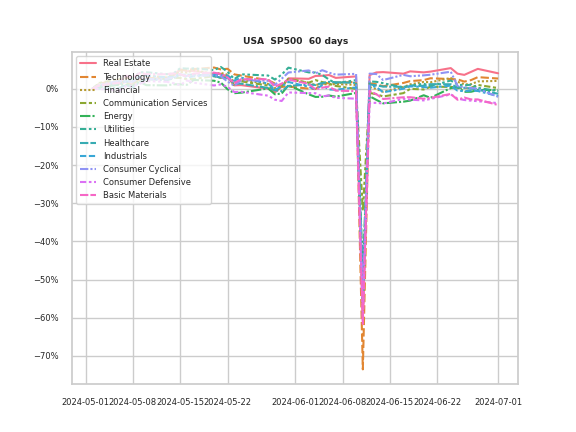 USA  SP500  60 days
Real Estate
Technology
Financial
Communication Services
Energy
Utilities
Healthcare
Industrials
Consumer Cyclical
Consumer Defensive
Basic Materials
0%
−10%
−20%
−30%
−40%
−50%
−60%
−70%
2024-05-01 2024-05-08 2024-05-15 2024-05-22 2024-06-01 2024-06-08 2024-06-15 2024-06-22 2024-07-01